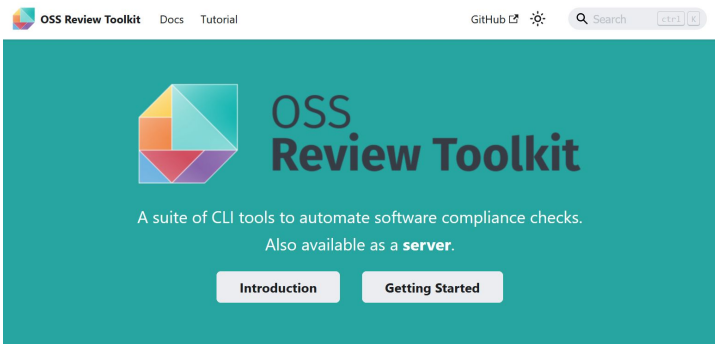 OSS Review Toolkit Docs Tutorial GitHub Search ctrl K
OSS
Review Toolkit
A suite of CLI tools to automate software compliance checks.
Also available as a server.
Introduction Getting Started